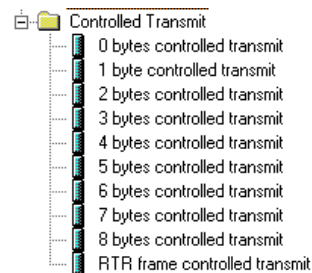 Controlled Transmit
0 bytes controlled transmit
1 byte controlled transmit
2 bytes controlled transmit
3 bytes controlled transmit
4 bytes controlled transmit
5 bytes controlled transmit
6 bytes controlled transmit
7 bytes controlled transmit
8 bytes controlled transmit
RTR frame controlled transmit